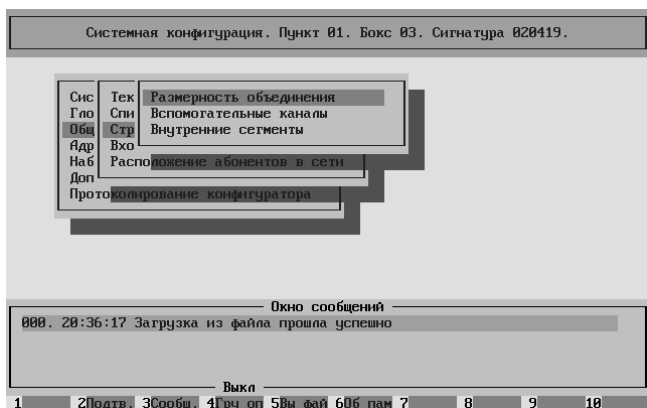 Системная конфигурация. Пункт 01. Бокс 03. Сигнатура 020419.
Сис Тек Размерность объединения
Гло Спи Вспомогательные каналы
Общ Стр Внутренние сегменты
Адр Вхо
Наб Расположение абонентов в сети
Доп
Протоколирование конфигуратора
Окно сообщений
000. 20:36:17 Загрузка из файла прошла успешно
Выкл
1 2Подтв. 3Сообщ. 4Груч оп 5Вы фай 6Об пам 7 8 9 10